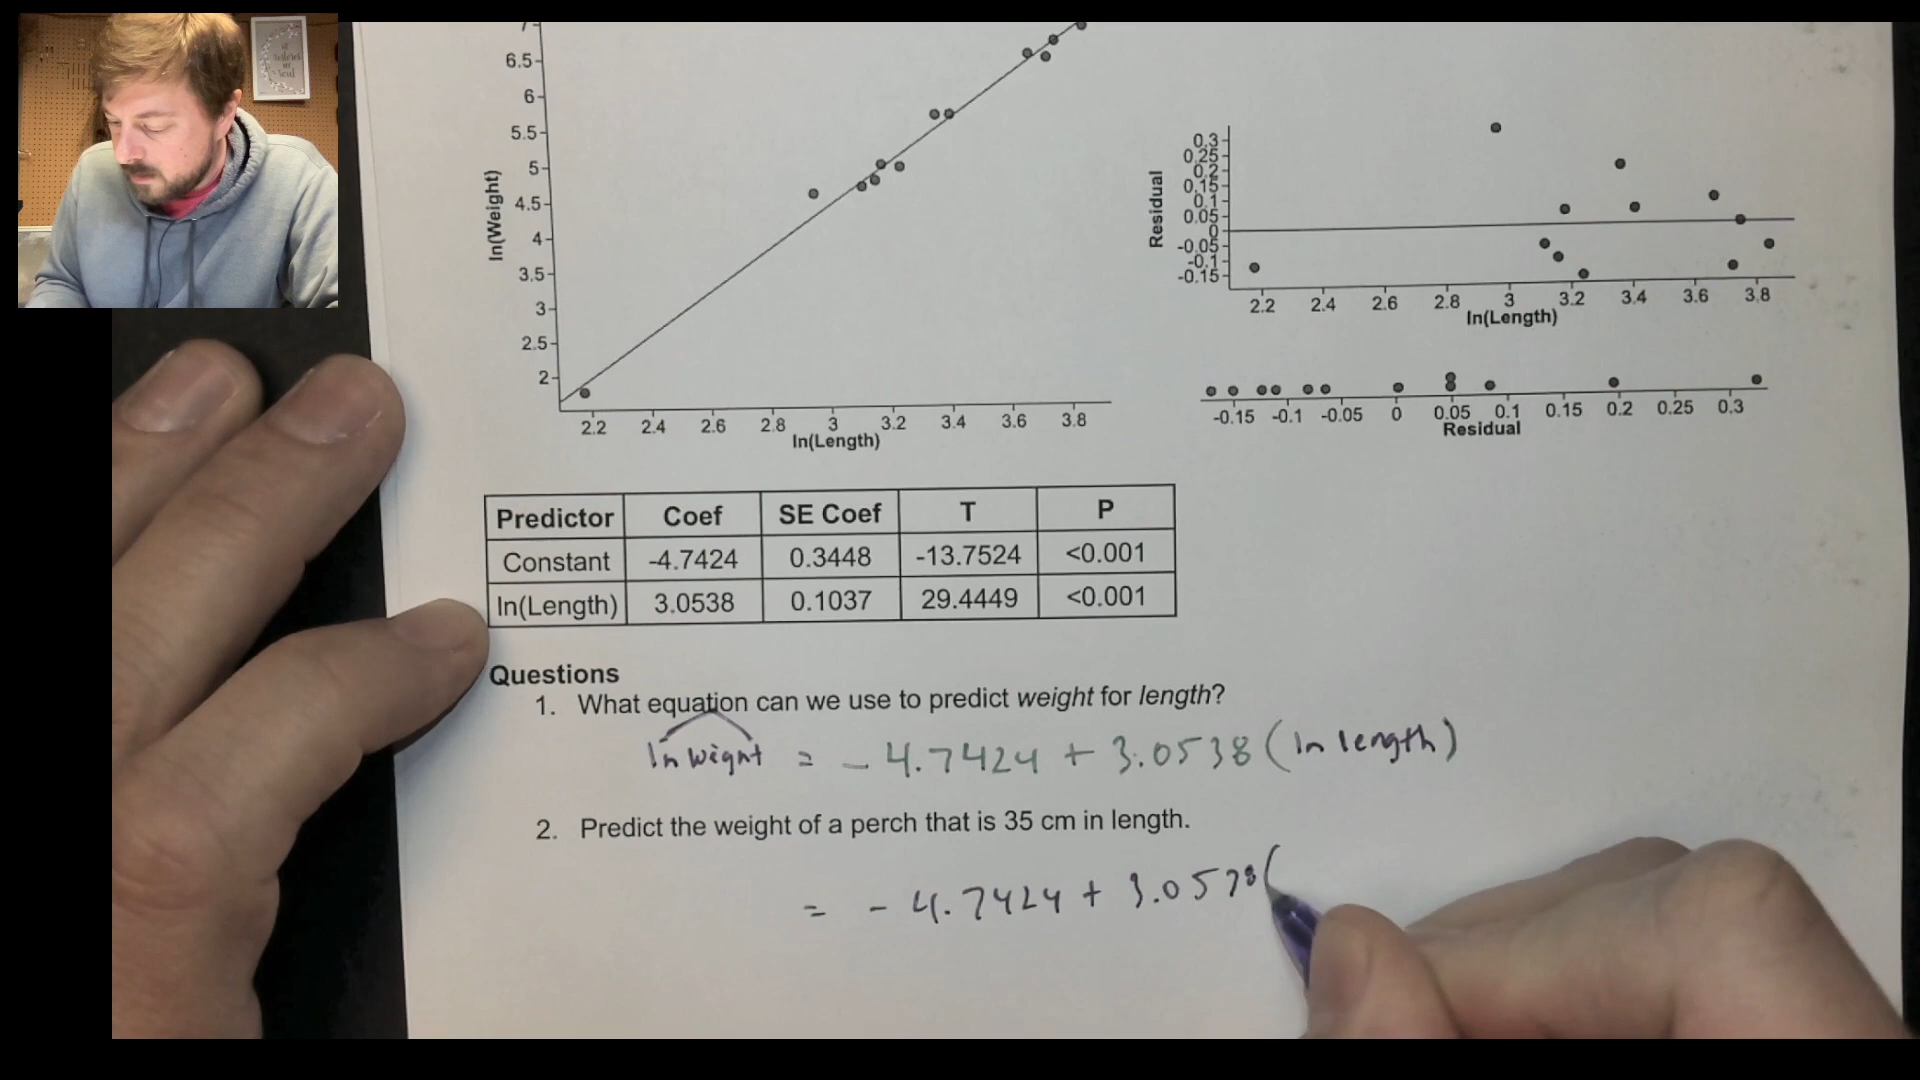 7
6.5
6
5.5
5
4.5
4
3.5
3
2.5
2
ln(Weight)
2.2 2.4 2.6 2.8 3 3.2 3.4 3.6 3.8
ln(Length)
0.3
0.25
0.2
0.15
0.1
0.05
0
-0.05
-0.1
-0.15
Residual
2.2 2.4 2.6 2.8 3 3.2 3.4 3.6 3.8
ln(Length)
-0.15 -0.1 -0.05 0 0.05 0.1 0.15 0.2 0.25 0.3
Residual
Predictor Coef SE Coef T P
Constant -4.7424 0.3448 -13.7524 <0.001
ln(Length) 3.0538 0.1037 29.4449 <0.001
Questions
1. What equation can we use to predict weight for length?
ln weight = - 4.7424 + 3.0538 (ln length)
2. Predict the weight of a perch that is 35 cm in length.
= - 4.7424 + 3.0538(